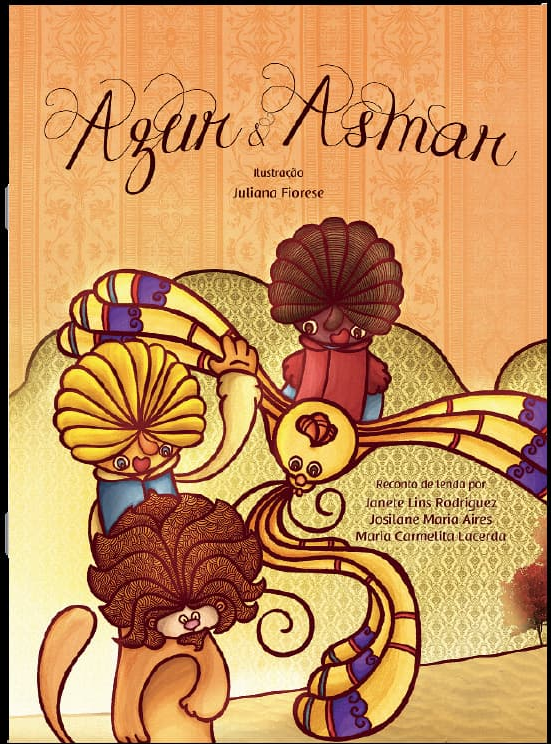 Azur & Asmar
Ilustração
Juliana Fiorese
Reconto de lenda por
Janete Lins Rodriguez
Josilane Maria Aires
Maria Carmelita Lacerda